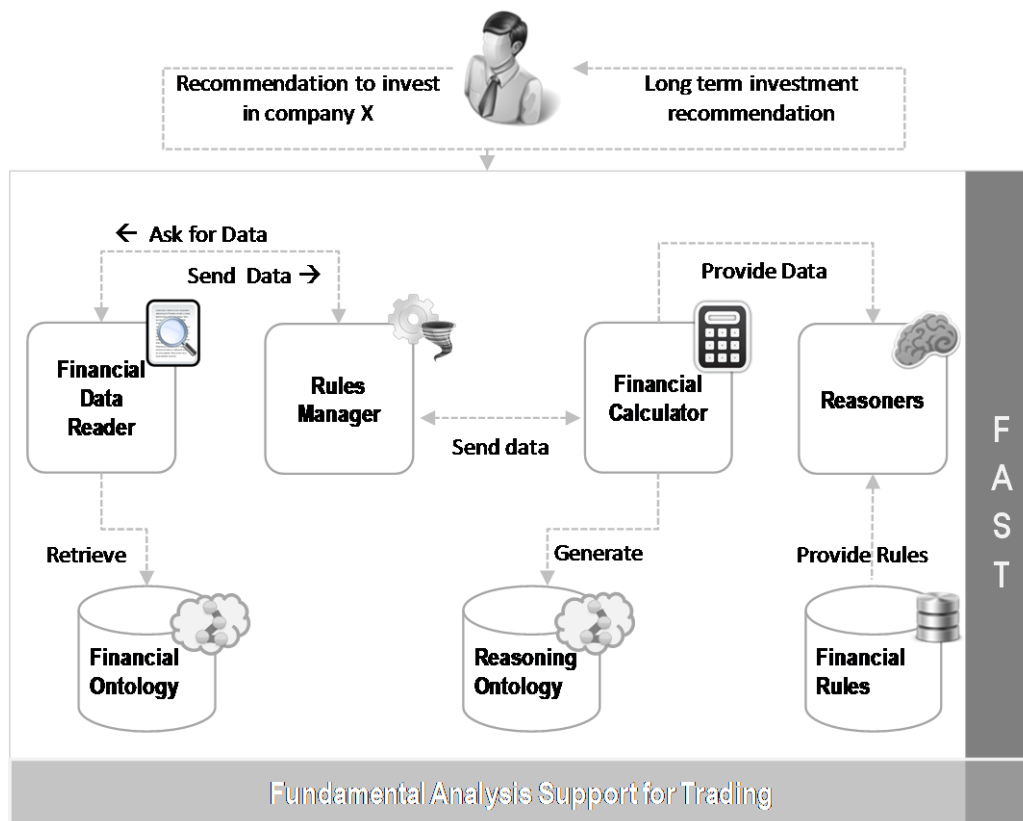 Recommendation to invest
in company X
Long term investment
recommendation
← Ask for Data
Send Data →
Provide Data
Financial
Data
Reader
Rules
Manager
Financial
Calculator
Reasoners
Send data
Retrieve
Generate
Provide Rules
Financial
Ontology
Reasoning
Ontology
Financial
Rules
F
A
S
T
Fundamental Analysis Support for Trading